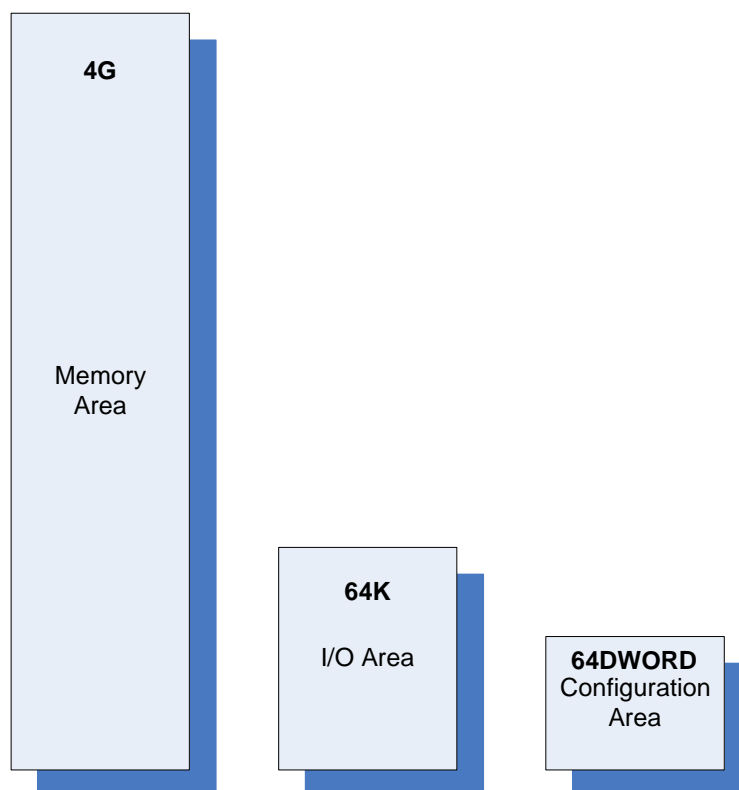 4G
Memory
Area
64K
I/O Area
64DWORD
Configuration
Area